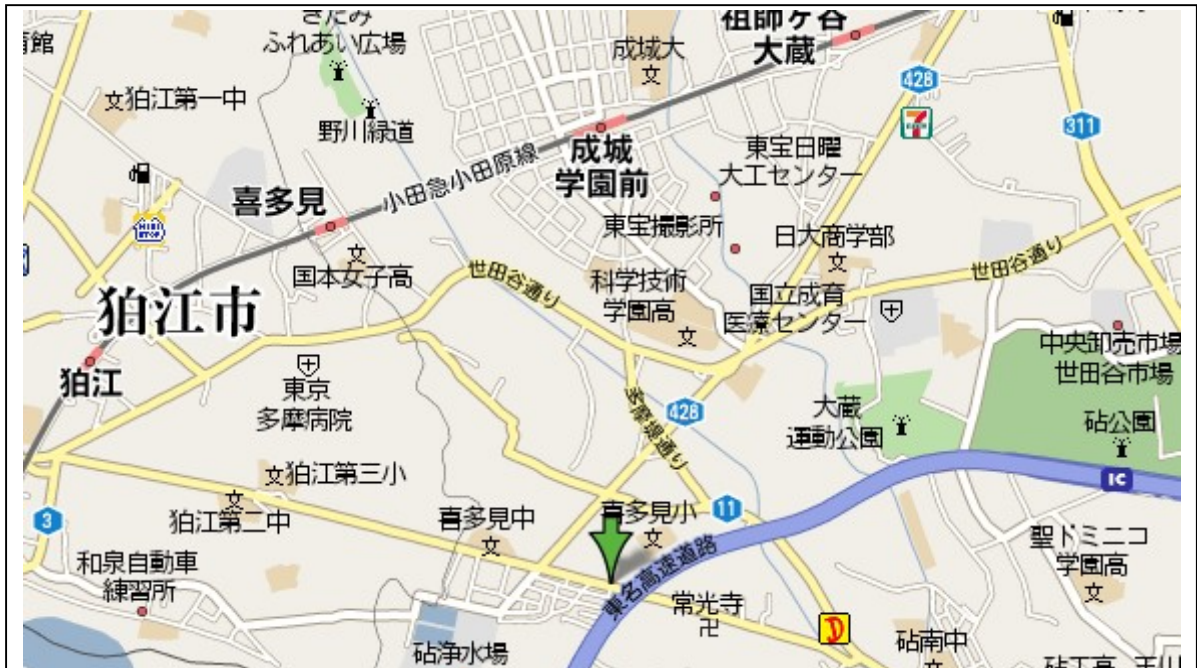 きたみ
ふれあい広場
祖師ヶ谷
大蔵
成城大
428
育館
文狛江第一中
野川緑道
311
成城
学園前
東宝日曜
大工センター
小田急小田原線
喜多見
東宝撮影所
日大商学部
国本女子高
世田谷通り
世田谷通り
科学技術
学園高
国立成育
医療センター
狛江市
中央卸売市場
世田谷市場
狛江
東京
多摩病院
428
多摩堤通り
大蔵
運動公園
砧公園
文狛江第三小
IC
狛江第二中
喜多見中
喜多見小
11
3
和泉自動車
練習所
東名高速道路
聖ドミニコ
学園高
常光寺
卍
D
砧南中
砧浄水場
砧工高
玉川